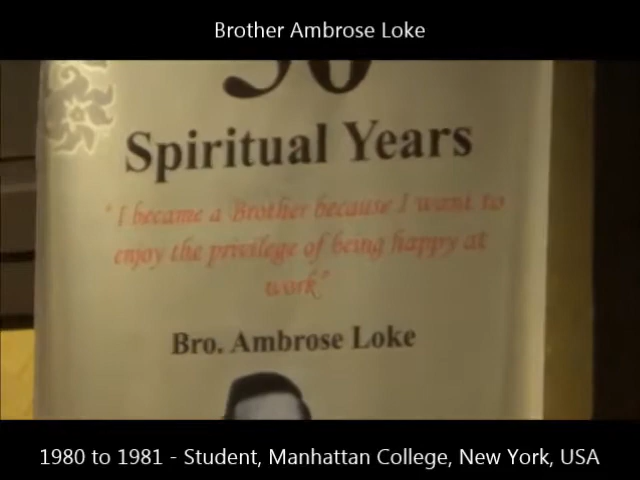 Brother Ambrose Loke
Spiritual Years
"I became a Brother because I want to
enjoy the privilege of being happy at
work"
Bro. Ambrose Loke
1980 to 1981 - Student, Manhattan College, New York, USA